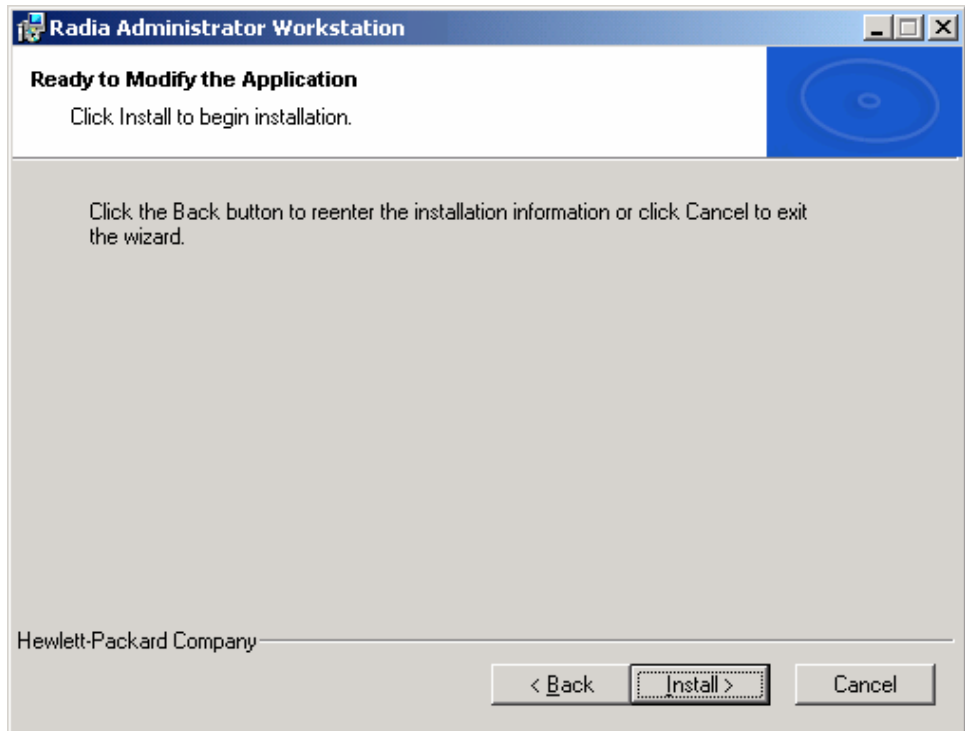 Radia Administrator Workstation
Ready to Modify the Application
Click Install to begin installation.
Click the Back button to reenter the installation information or click Cancel to exit
the wizard.
Hewlett-Packard Company
< Back
Install >
Cancel